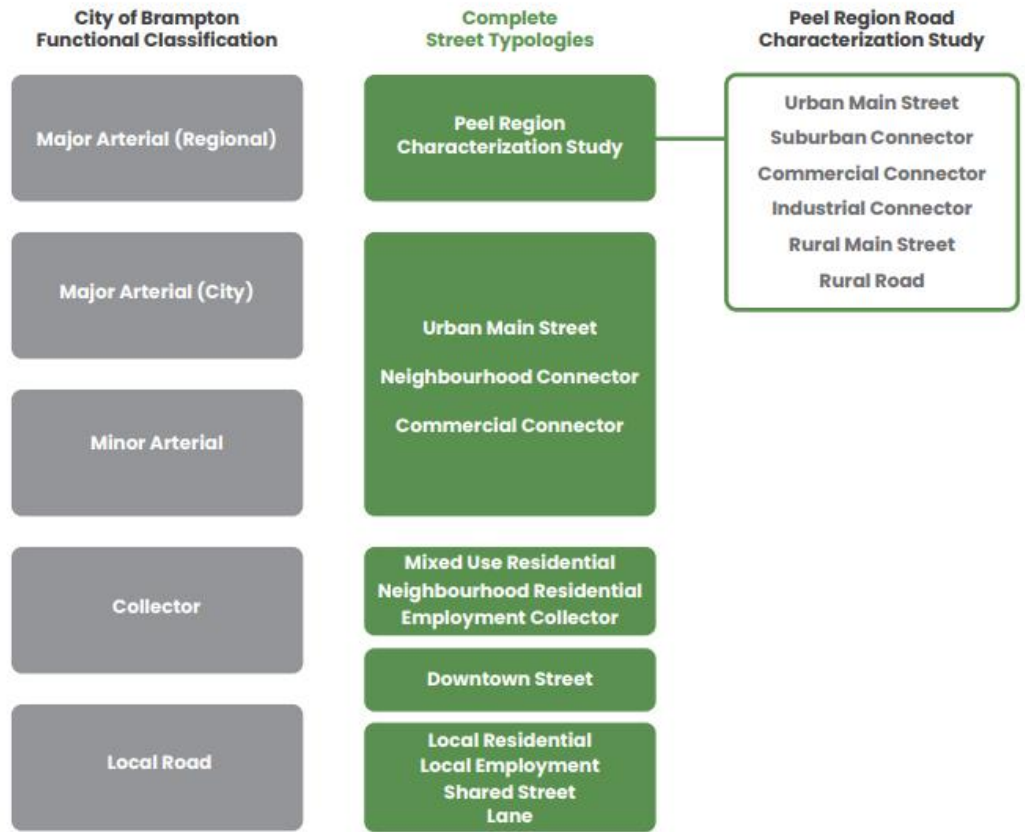 City of Brampton
Functional Classification
Major Arterial (Regional)
Major Arterial (City)
Minor Arterial
Collector
Local Road
Complete
Street Typologies
Peel Region
Characterization Study
Urban Main Street
Neighbourhood Connector
Commercial Connector
Mixed Use Residential
Neighbourhood Residential
Employment Collector
Downtown Street
Local Residential
Local Employment
Shared Street
Lane
Peel Region Road
Characterization Study
Urban Main Street
Suburban Connector
Commercial Connector
Industrial Connector
Rural Main Street
Rural Road